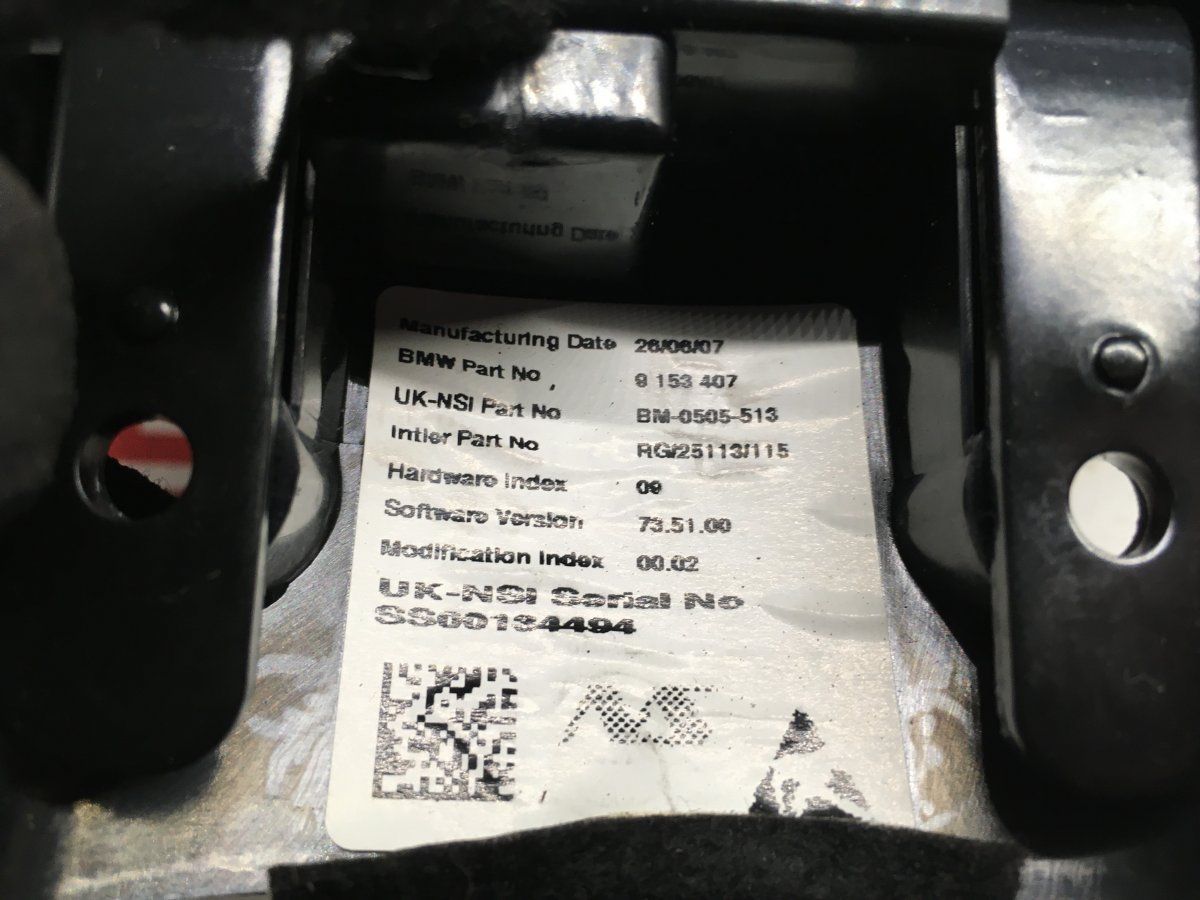 Manufacturing Date 26/06/07
BMW Part No 9 153 407
UK-NSI Part No BM-0505-513
Intier Part No RG/25113/115
Hardware Index 09
Software Version 73.51.00
Modification Index 00.02
UK-NSI Serial No
SS00134494